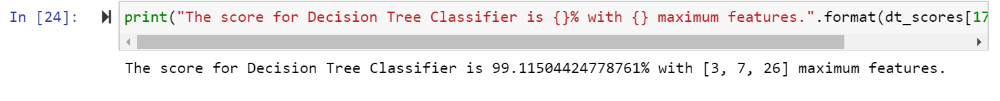 In [24]: print("The score for Decision Tree Classifier is {}% with {} maximum features.".format(dt_scores[17
The score for Decision Tree Classifier is 99.11504424778761% with [3, 7, 26] maximum features.